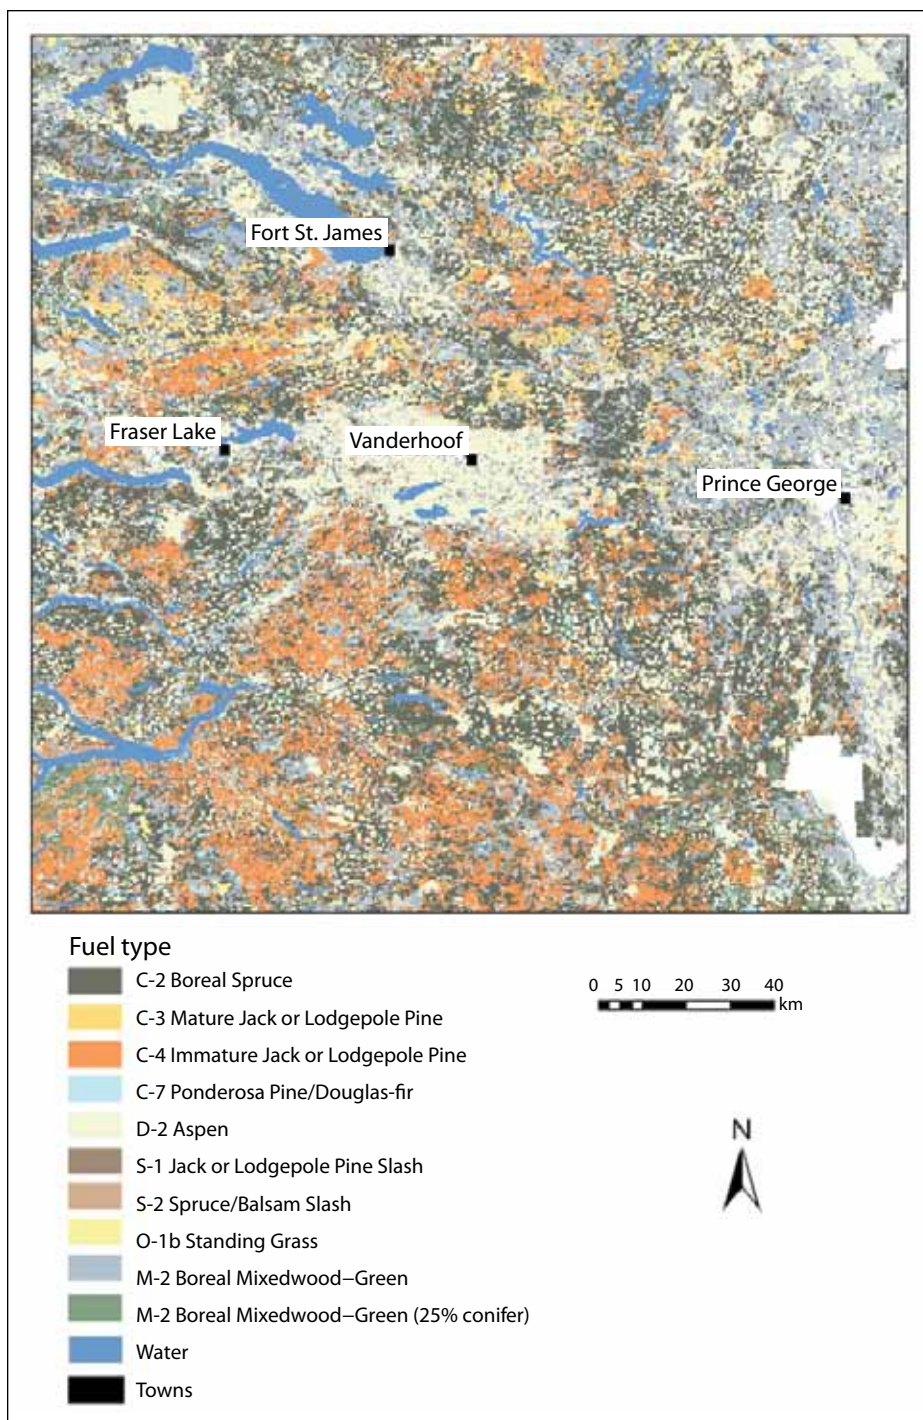 Fort St. James
Fraser Lake
Vanderhoof
Prince George
Fuel type
C-2 Boreal Spruce
C-3 Mature Jack or Lodgepole Pine
C-4 Immature Jack or Lodgepole Pine
C-7 Ponderosa Pine/Douglas-fir
D-2 Aspen
S-1 Jack or Lodgepole Pine Slash
S-2 Spruce/Balsam Slash
O-1b Standing Grass
M-2 Boreal Mixedwood–Green
M-2 Boreal Mixedwood–Green (25% conifer)
Water
Towns
0 5 10 20 30 40
km
N